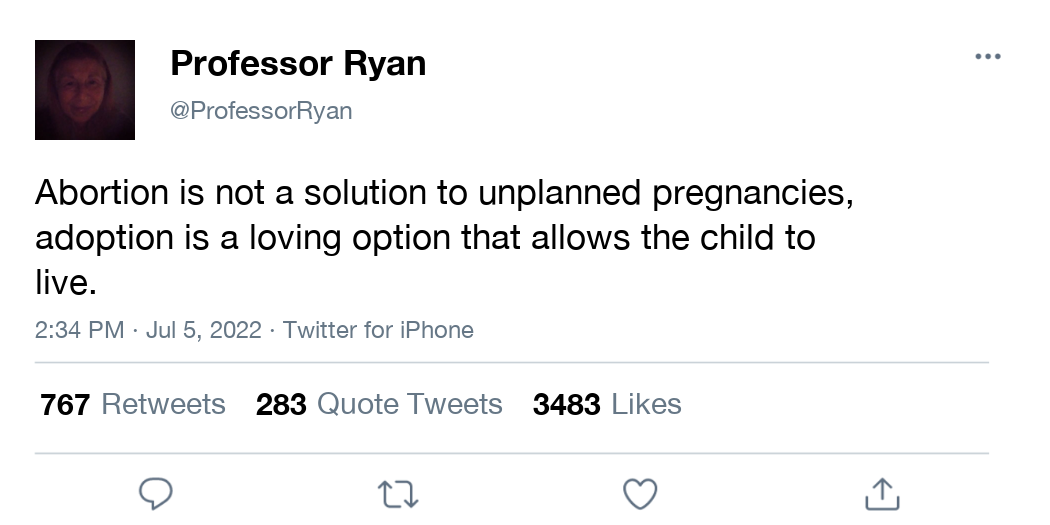 Professor Ryan
@ProfessorRyan
Abortion is not a solution to unplanned pregnancies,
adoption is a loving option that allows the child to
live.
2:34 PM · Jul 5, 2022 · Twitter for iPhone
767 Retweets 283 Quote Tweets 3483 Likes